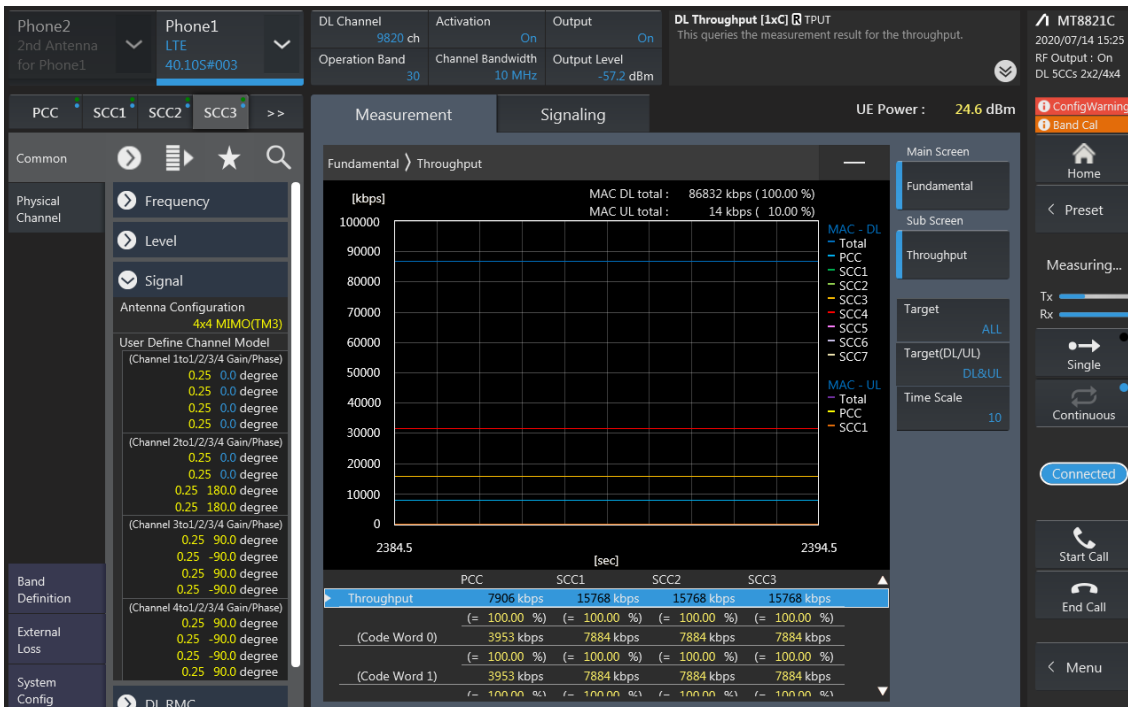 Phone2
2nd Antenna
for Phone1
Phone1
LTE
40.10S#003
DL Channel
9820 ch
Activation
On
Output
On
Operation Band
30
Channel Bandwidth
10 MHz
Output Level
-57.2 dBm
DL Throughput [1xC] R TPUT
This queries the measurement result for the throughput.
MT8821C
2020/07/14 15:25
RF Output : On
DL 5CCs 2x2/4x4
ConfigWarning
Band Cal
Home
< Preset
Measuring...
Tx
Rx
Single
Continuous
Connected
Start Call
End Call
< Menu
PCC SCC1 SCC2 SCC3 >>
Common
Physical
Channel
Band
Definition
External
Loss
System
Config
Frequency
Level
Signal
Antenna Configuration
4x4 MIMO(TM3)
User Define Channel Model
(Channel 1to1/2/3/4 Gain/Phase)
0.25 0.0 degree
0.25 0.0 degree
0.25 0.0 degree
0.25 0.0 degree
(Channel 2to1/2/3/4 Gain/Phase)
0.25 0.0 degree
0.25 0.0 degree
0.25 180.0 degree
0.25 180.0 degree
(Channel 3to1/2/3/4 Gain/Phase)
0.25 90.0 degree
0.25 -90.0 degree
0.25 90.0 degree
0.25 -90.0 degree
(Channel 4to1/2/3/4 Gain/Phase)
0.25 90.0 degree
0.25 -90.0 degree
0.25 -90.0 degree
0.25 90.0 degree
DL RMC
Measurement
Signaling
UE Power : 24.6 dBm
Fundamental ⟩ Throughput
[kbps]
MAC DL total : 86832 kbps (100.00 %)
MAC UL total : 14 kbps ( 10.00 %)
100000
90000
80000
70000
60000
50000
40000
30000
20000
10000
0
2384.5
[sec]
2394.5
MAC - DL
Total
PCC
SCC1
SCC2
SCC3
SCC4
SCC5
SCC6
SCC7
MAC - UL
Total
PCC
SCC1
Main Screen
Fundamental
Sub Screen
Throughput
Target
ALL
Target(DL/UL)
DL&UL
Time Scale
10
PCC SCC1 SCC2 SCC3
Throughput 7906 kbps 15768 kbps 15768 kbps 15768 kbps
(= 100.00 %) (= 100.00 %) (= 100.00 %) (= 100.00 %)
(Code Word 0) 3953 kbps 7884 kbps 7884 kbps 7884 kbps
(= 100.00 %) (= 100.00 %) (= 100.00 %) (= 100.00 %)
(Code Word 1) 3953 kbps 7884 kbps 7884 kbps 7884 kbps
(= 100.00 %) (= 100.00 %) (= 100.00 %) (= 100.00 %)